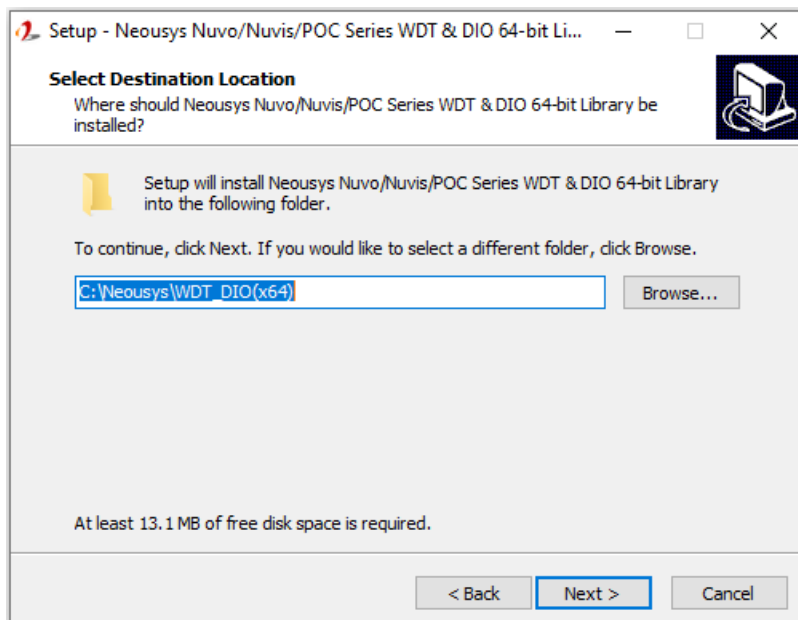 Setup - Neousys Nuvo/Nuvis/POC Series WDT & DIO 64-bit Li...
Select Destination Location
Where should Neousys Nuvo/Nuvis/POC Series WDT & DIO 64-bit Library be
installed?
Setup will install Neousys Nuvo/Nuvis/POC Series WDT & DIO 64-bit Library
into the following folder.
To continue, click Next. If you would like to select a different folder, click Browse.
C:\Neousys\WDT_DIO(x64)
Browse...
At least 13.1 MB of free disk space is required.
< Back
Next >
Cancel